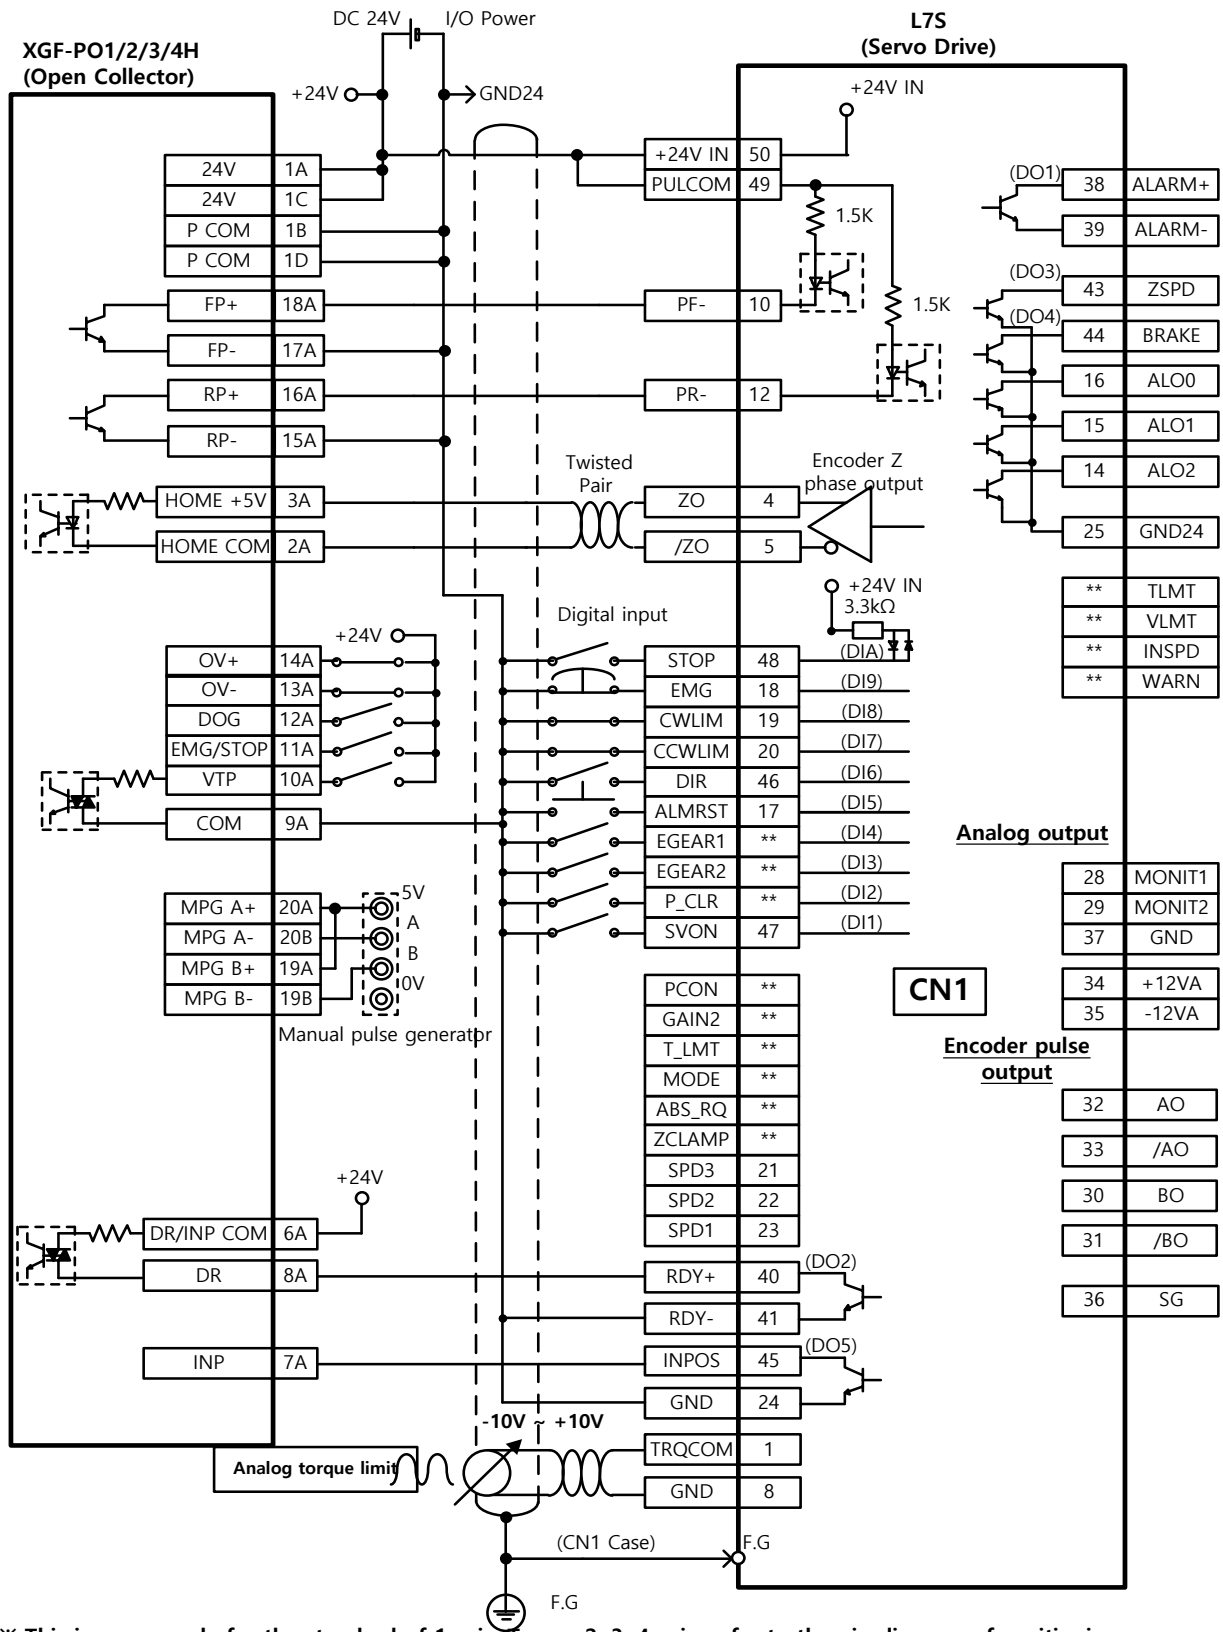 DC 24V I/O Power
XGF-PO1/2/3/4H
(Open Collector)
L7S
(Servo Drive)
+24V
GND24
+24V IN
24V 1A
24V 1C
P COM 1B
P COM 1D
FP+ 18A
FP- 17A
RP+ 16A
RP- 15A
HOME +5V 3A
HOME COM 2A
+24V
OV+ 14A
OV- 13A
DOG 12A
EMG/STOP 11A
VTP 10A
COM 9A
MPG A+ 20A
MPG A- 20B
MPG B+ 19A
MPG B- 19B
5V
A
B
0V
Manual pulse generator
+24V
DR/INP COM 6A
DR 8A
INP 7A
Analog torque limit
-10V ~ +10V
Twisted
Pair
Digital input
+24V IN 50
PULCOM 49
1.5K
1.5K
PF- 10
PR- 12
Encoder Z
phase output
ZO 4
/ZO 5
+24V IN
3.3kΩ
STOP 48 (DIA)
EMG 18 (DI9)
CWLIM 19 (DI8)
CCWLIM 20 (DI7)
DIR 46 (DI6)
ALMRST 17 (DI5)
EGEAR1 ** (DI4)
EGEAR2 ** (DI3)
P_CLR ** (DI2)
SVON 47 (DI1)
PCON **
GAIN2 **
T_LMT **
MODE **
ABS_RQ **
ZCLAMP **
SPD3 21
SPD2 22
SPD1 23
RDY+ 40 (DO2)
RDY- 41
INPOS 45 (DO5)
GND 24
TRQCOM 1
GND 8
(CN1 Case)
F.G
F.G
(DO1) 38 ALARM+
39 ALARM-
(DO3) 43 ZSPD
(DO4) 44 BRAKE
16 ALO0
15 ALO1
14 ALO2
25 GND24
** TLMT
** VLMT
** INSPD
** WARN
Analog output
28 MONIT1
29 MONIT2
37 GND
34 +12VA
35 -12VA
CN1
Encoder pulse
output
32 AO
33 /AO
30 BO
31 /BO
36 SG